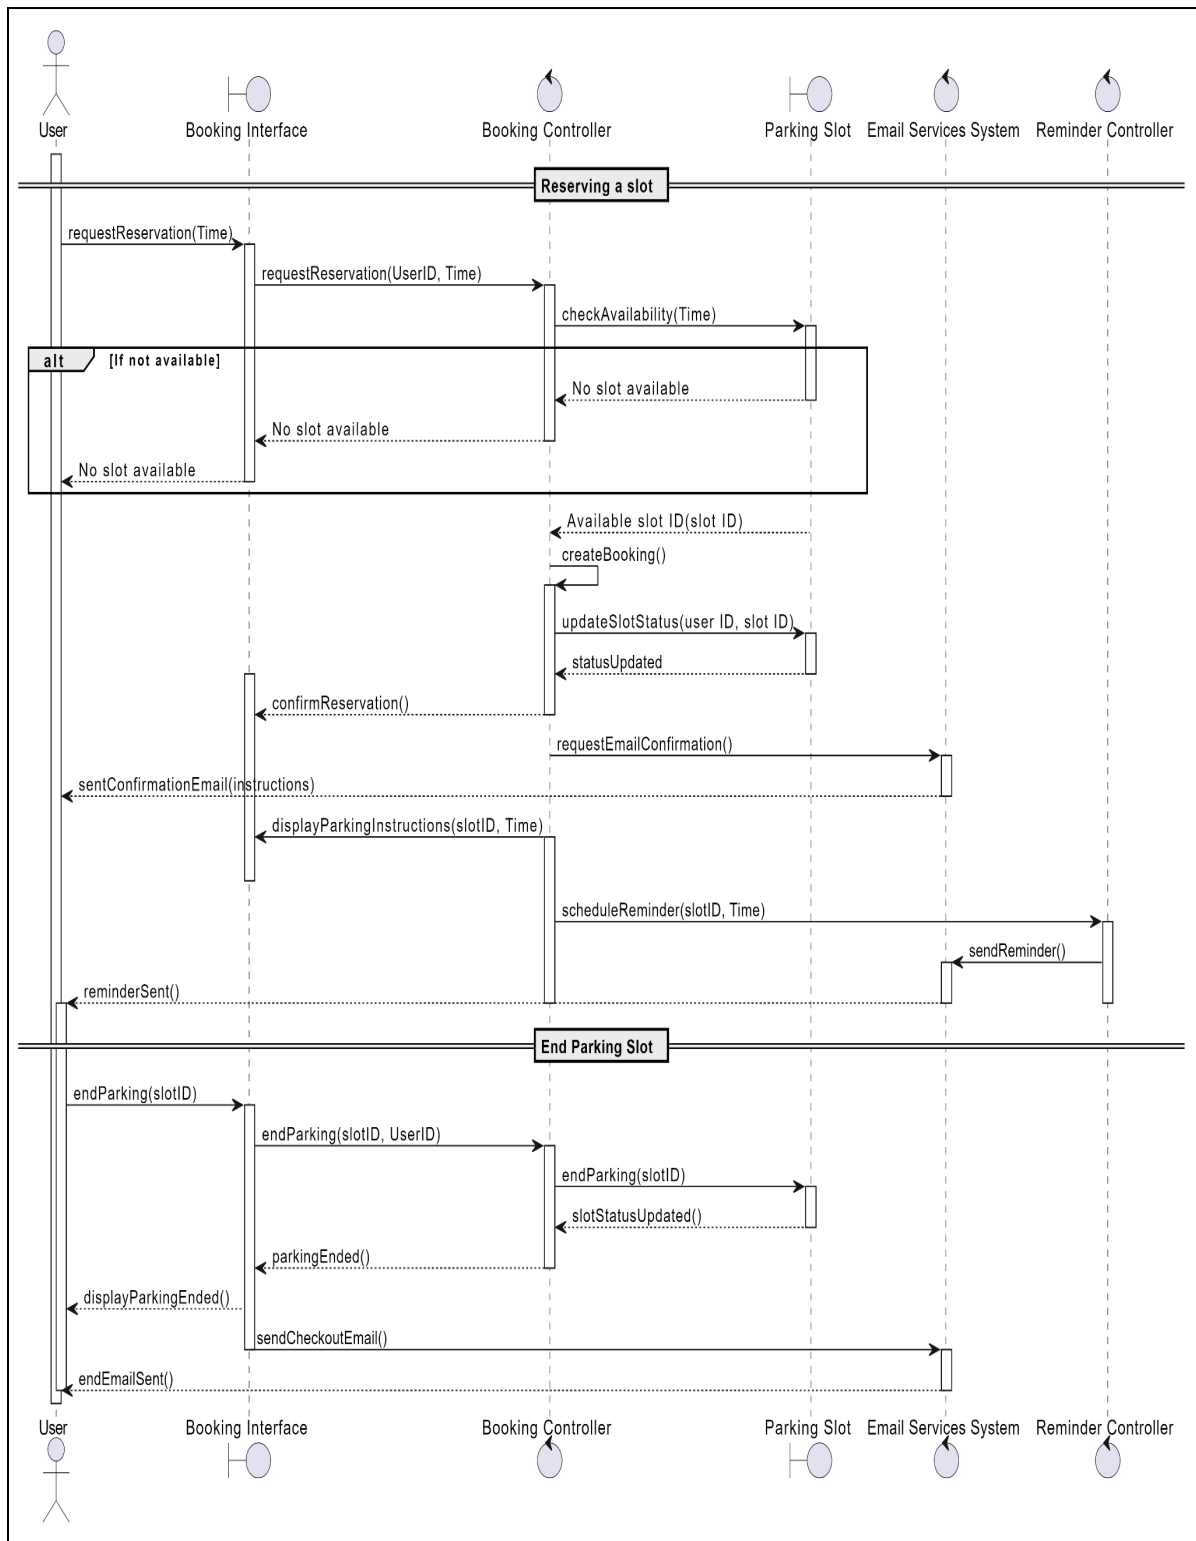 User
Booking Interface
Booking Controller
Parking Slot
Email Services System
Reminder Controller
Reserving a slot
requestReservation(Time)
requestReservation(UserID, Time)
checkAvailability(Time)
alt
[If not available]
No slot available
No slot available
No slot available
Available slot ID(slot ID)
createBooking()
updateSlotStatus(user ID, slot ID)
statusUpdated
confirmReservation()
requestEmailConfirmation()
sentConfirmationEmail(instructions)
displayParkingInstructions(slotID, Time)
scheduleReminder(slotID, Time)
sendReminder()
reminderSent()
End Parking Slot
endParking(slotID)
endParking(slotID, UserID)
endParking(slotID)
slotStatusUpdated()
parkingEnded()
displayParkingEnded()
sendCheckoutEmail()
endEmailSent()
User
Booking Interface
Booking Controller
Parking Slot
Email Services System
Reminder Controller